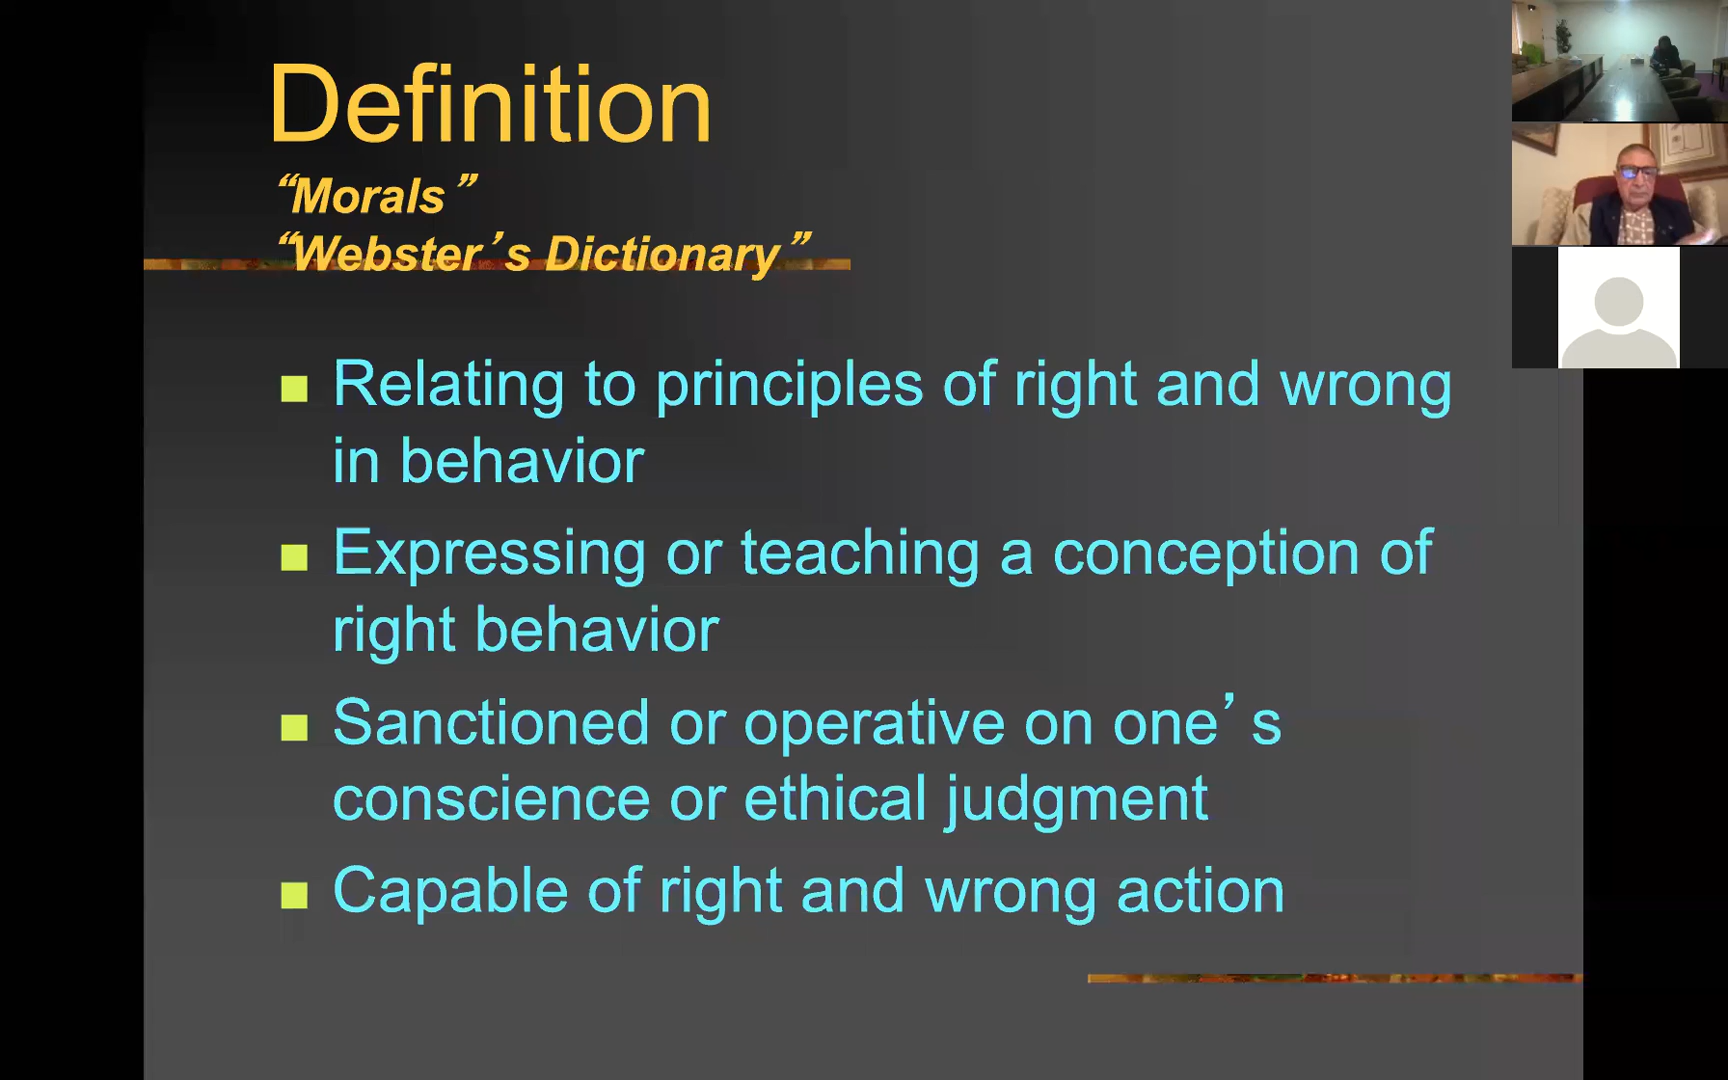 Definition
“Morals”
“Webster’s Dictionary”
Relating to principles of right and wrong
in behavior
Expressing or teaching a conception of
right behavior
Sanctioned or operative on one’s
conscience or ethical judgment
Capable of right and wrong action